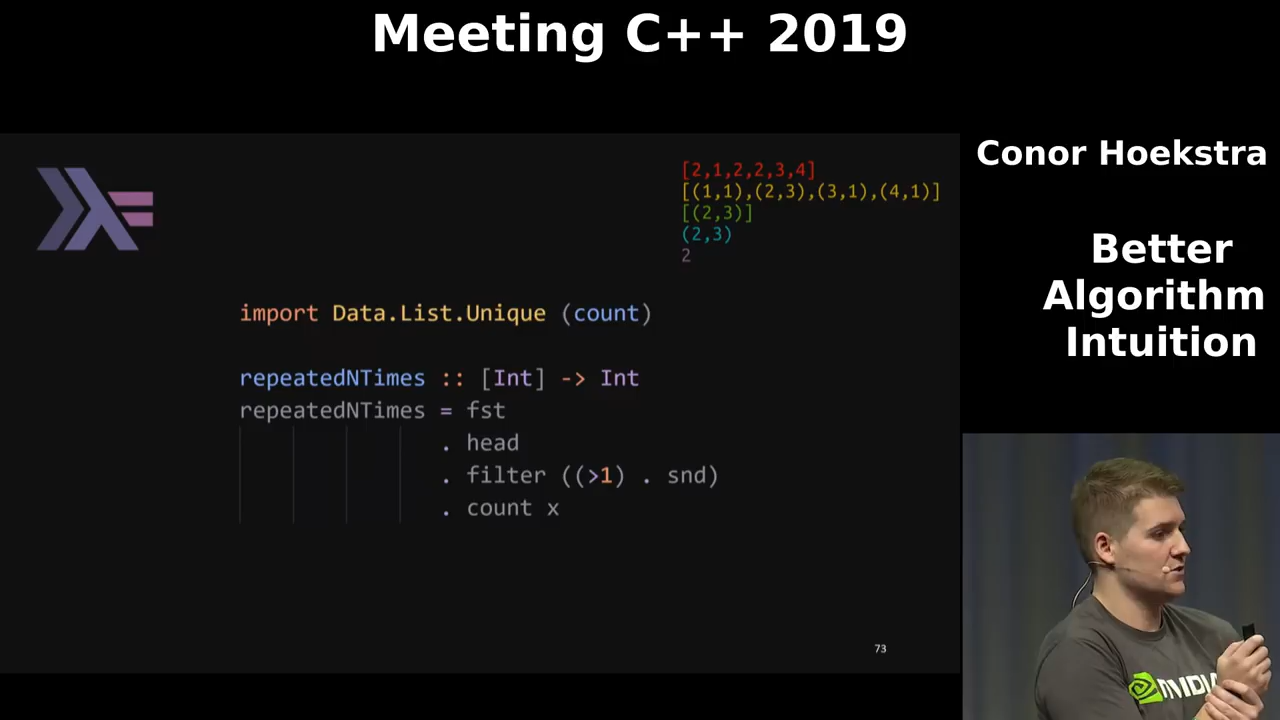 Meeting C++ 2019
[2,1,2,2,3,4]
[(1,1),(2,3),(3,1),(4,1)]
[(2,3)]
(2,3)
2
import Data.List.Unique (count)
repeatedNTimes :: [Int] -> Int
repeatedNTimes = fst
. head
. filter ((>1) . snd)
. count x
73
Conor Hoekstra
Better
Algorithm
Intuition
NVIDIA